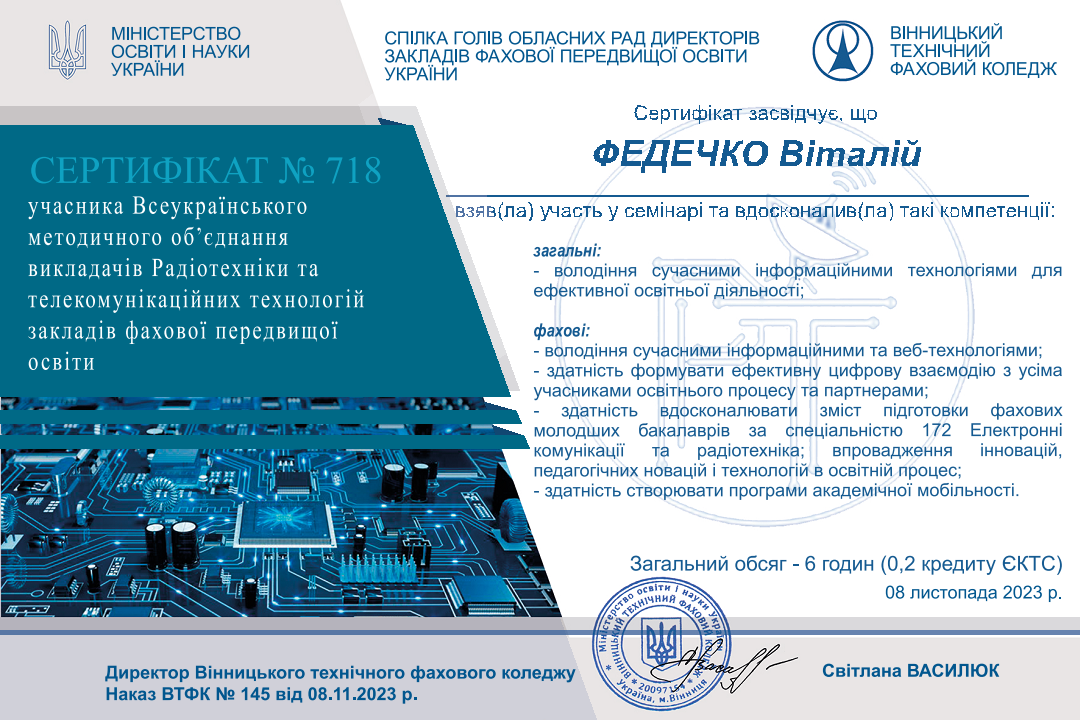 МІНІСТЕРСТВО
ОСВІТИ І НАУКИ
УКРАЇНИ
СПІЛКА ГОЛІВ ОБЛАСНИХ РАД ДИРЕКТОРІВ
ЗАКЛАДІВ ФАХОВОЇ ПЕРЕДВИЩОЇ ОСВІТИ
УКРАЇНИ
ВІННИЦЬКИЙ
ТЕХНІЧНИЙ
ФАХОВИЙ КОЛЕДЖ
СЕРТИФІКАТ № 718
учасника Всеукраїнського
методичного об’єднання
викладачів Радіотехніки та
телекомунікаційних технологій
закладів фахової передвищої
освіти
Сертифікат засвідчує, що
ФЕДЕЧКО Віталій
взяв(ла) участь у семінарі та вдосконалив(ла) такі компетенції:
загальні:
- володіння сучасними інформаційними технологіями для
ефективної освітньої діяльності;
фахові:
- володіння сучасними інформаційними та веб-технологіями;
- здатність формувати ефективну цифрову взаємодію з усіма
учасниками освітнього процесу та партнерами;
- здатність вдосконалювати зміст підготовки фахових
молодших бакалаврів за спеціальністю 172 Електронні
комунікації та радіотехніка; впровадження інновацій,
педагогічних новацій і технологій в освітній процес;
- здатність створювати програми академічної мобільності.
Загальний обсяг - 6 годин (0,2 кредиту ЄКТС)
08 листопада 2023 р.
Директор Вінницького технічного фахового коледжу
Наказ ВТФК № 145 від 08.11.2023 р.
Міністерство освіти і науки України
ВІННИЦЬКИЙ ТЕХНІЧНИЙ ФАХОВИЙ
Україна, м.Вінниця
Світлана ВАСИЛЮК